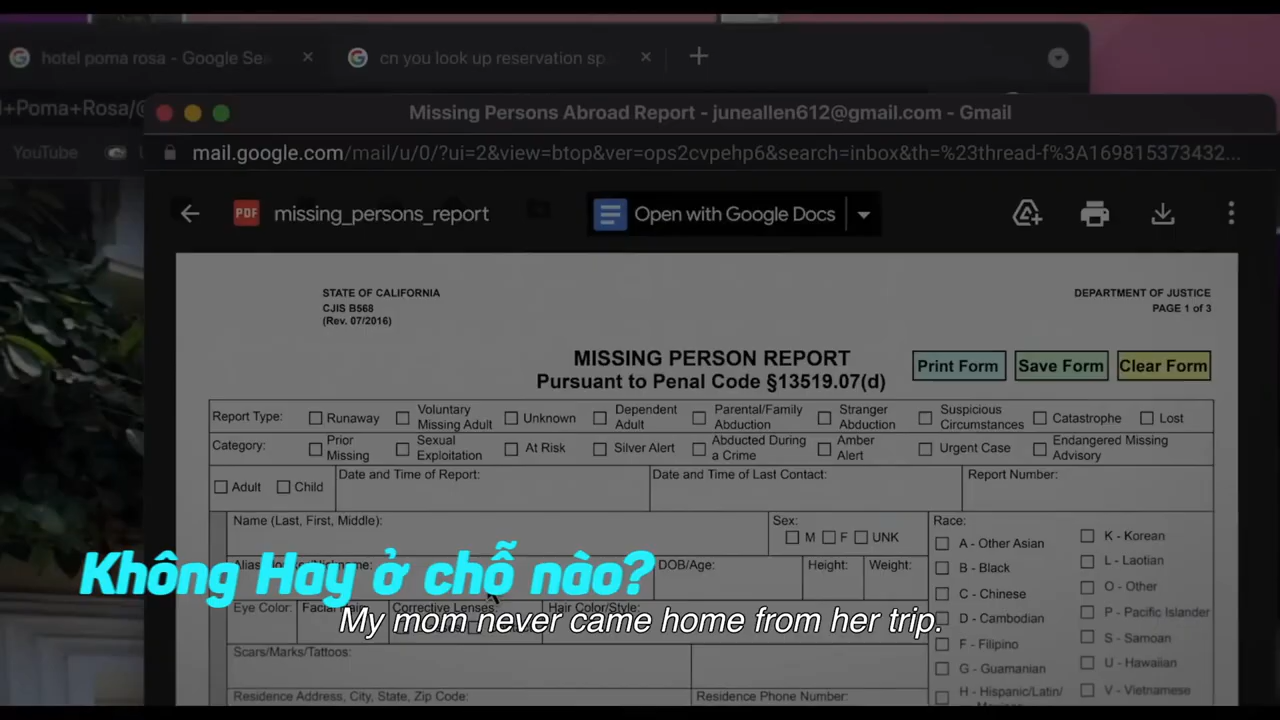 hotel poma rosa - Google Sea
cn you look up reservation sp
+Poma+Rosa/@
Missing Persons Abroad Report - juneallen612@gmail.com - Gmail
YouTube
mail.google.com/mail/u/0/?ui=2&view=btop&ver=ops2cvpehp6&search=inbox&th=%23thread-f%3A169815373432...
PDF missing_persons_report
Open with Google Docs
STATE OF CALIFORNIA
CJIS B568
(Rev. 07/2016)
DEPARTMENT OF JUSTICE
PAGE 1 of 3
MISSING PERSON REPORT
Pursuant to Penal Code §13519.07(d)
Print Form Save Form Clear Form
Report Type: Runaway Voluntary Missing Adult Unknown Dependent Adult Parental/Family Abduction Stranger Abduction Suspicious Circumstances Catastrophe Lost
Category: Prior Missing Sexual Exploitation At Risk Silver Alert Abducted During a Crime Amber Alert Urgent Case Endangered Missing Advisory
Adult Child Date and Time of Report: Date and Time of Last Contact: Report Number:
Name (Last, First, Middle): Sex: M F UNK Race:
A - Other Asian K - Korean
B - Black L - Laotian
C - Chinese O - Other
D - Cambodian P - Pacific Islander
F - Filipino S - Samoan
G - Guamanian U - Hawaiian
H - Hispanic/Latin/ V - Vietnamese
DOB/Age: Height: Weight:
Không Hay ở chỗ nào?
Eye Color: Corrective Lenses: Hair Color/Style:
My mom never came home from her trip.
Scars/Marks/Tattoos:
Residence Address, City, State, Zip Code: Residence Phone Number: